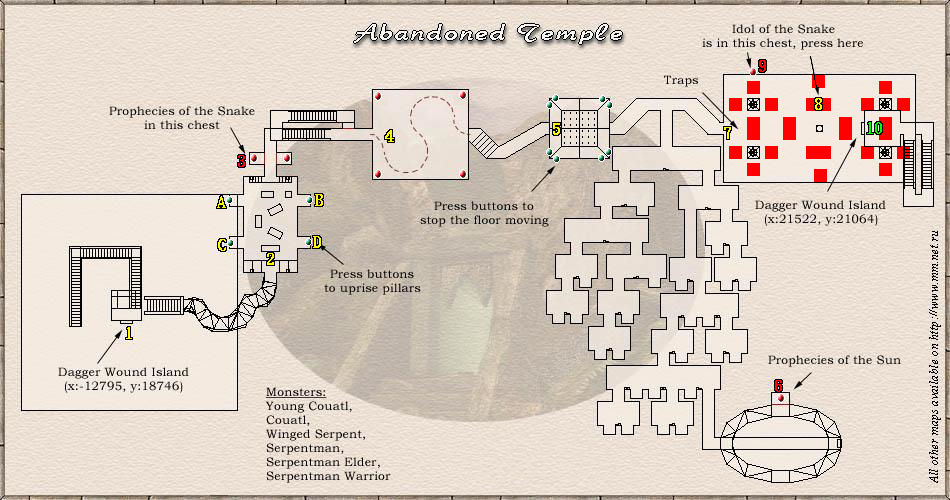 Abandoned Temple
Idol of the Snake
is in this chest, press here
9
Traps
8
Prophecies of the Snake
in this chest
4
5
7
10
3
A
B
Press buttons to
stop the floor moving
Dagger Wound Island
(x:21522, y:21064)
C
D
2
Press buttons
to uprise pillars
1
Dagger Wound Island
(x:-12795, y:18746)
Prophecies of the Sun
6
Monsters:
Young Couatl,
Couatl,
Winged Serpent,
Serpentman,
Serpentman Elder,
Serpentman Warrior
All other maps available on http://www.mm.net.ru